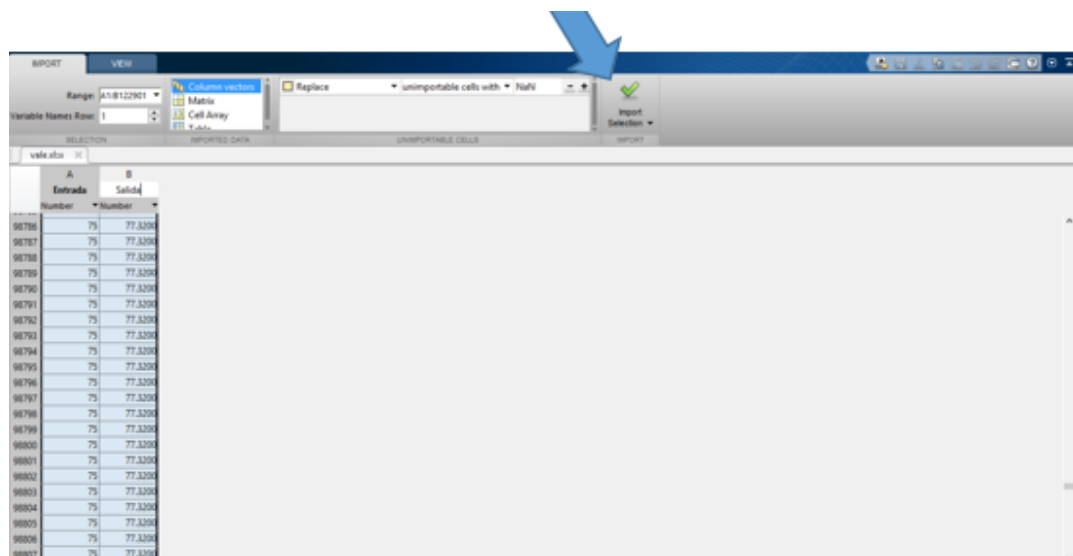 IMPORT VIEW
Range: A1:B122901
Variable Names Row: 1
Column vectors
Matrix
Cell Array
Table
Replace unimportable cells with NaN
Import
Selection
SELECTION IMPORTED DATA UNIMPORTABLE CELLS IMPORT
vale.xlsx
A B
Entrada Salida
Number Number
98786 75 77.3200
98787 75 77.3200
98788 75 77.3200
98789 75 77.3200
98790 75 77.3200
98791 75 77.3200
98792 75 77.3200
98793 75 77.3200
98794 75 77.3200
98795 75 77.3200
98796 75 77.3200
98797 75 77.3200
98798 75 77.3200
98799 75 77.3200
98800 75 77.3200
98801 75 77.3200
98802 75 77.3200
98803 75 77.3200
98804 75 77.3200
98805 75 77.3200
98806 75 77.3200
98807 75 77.3200